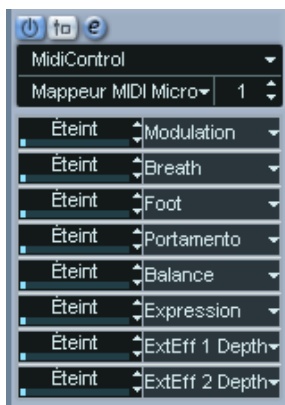 e
MidiControl
Mappeur MIDI Micro 1
Éteint Modulation
Éteint Breath
Éteint Foot
Éteint Portamento
Éteint Balance
Éteint Expression
Éteint ExtEff 1 Depth
Éteint ExtEff 2 Depth